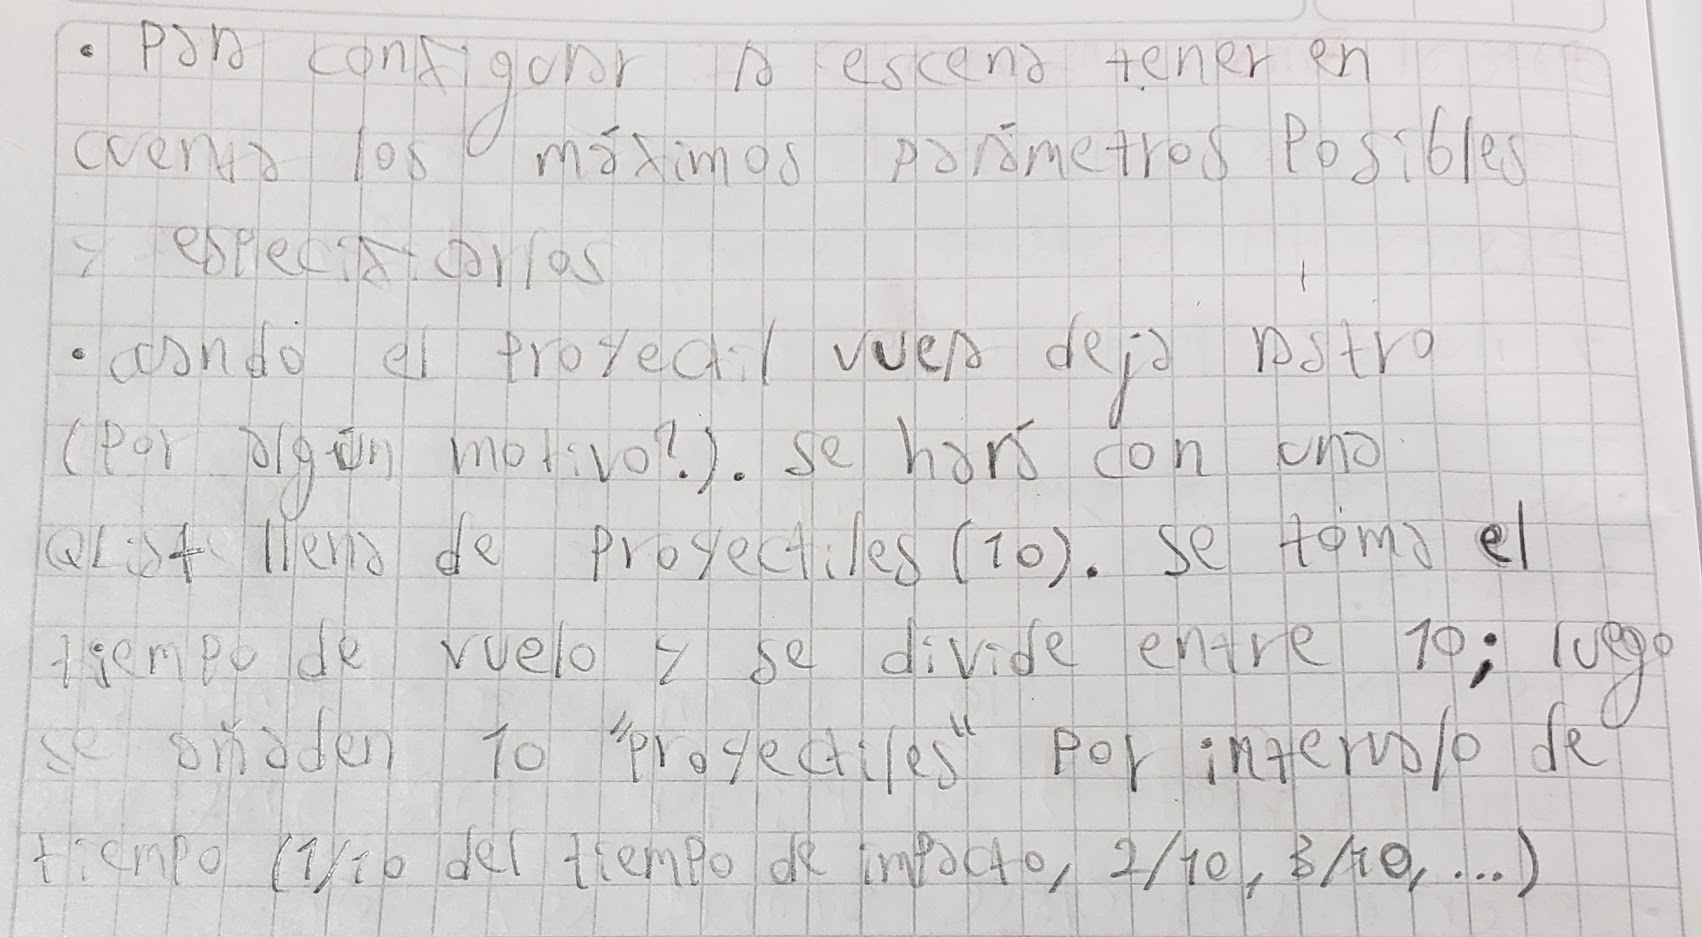 • Para configurar la escena tener en
cuenta los máximos parámetros Posibles
y especificarlos
• cuando el proyectil vuela deja rastro
(Por algún motivo?). se hará con una
QList llena de proyectiles (10). se toma el
tiempo de vuelo y se divide entre 10; luego
se añaden 10 "proyectiles" por intervalo de
tiempo (1/10 del tiempo de impacto, 2/10, 3/10, ...)